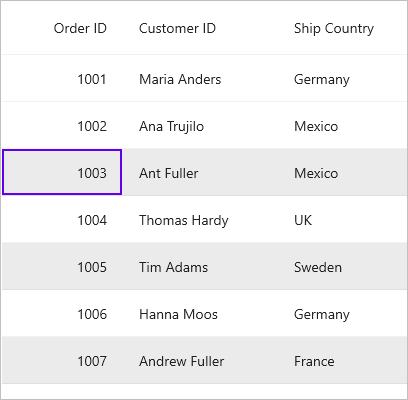 Order ID Customer ID Ship Country
1001 Maria Anders Germany
1002 Ana Trujilo Mexico
1003 Ant Fuller Mexico
1004 Thomas Hardy UK
1005 Tim Adams Sweden
1006 Hanna Moos Germany
1007 Andrew Fuller France